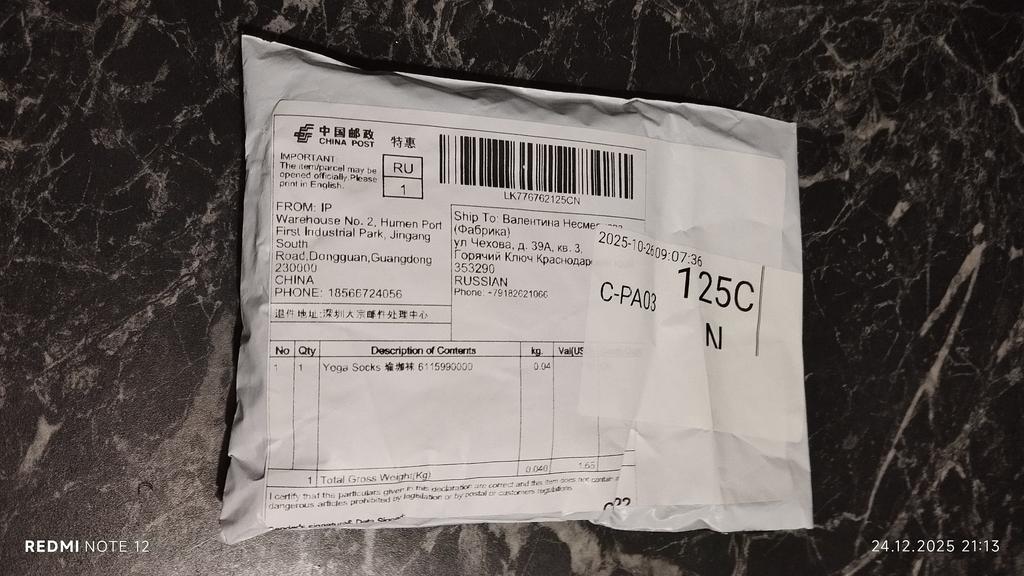 中国邮政
CHINA POST
特惠
IMPORTANT:
The item/parcel may be
opened officially. Please
print in English.
RU
1
LK776762125CN
FROM: IP
Warehouse No. 2, Humen Port
First Industrial Park, Jingang
South
Road,Dongguan,Guangdong
230000
CHINA
PHONE: 18566724056
退件地址:深圳大宗邮件处理中心
Ship To: Валентина
(Фабрика)
ул Чехова, д. 39А, кв. 3,
Горячий Ключ Краснодар
353290
RUSSIAN
Phone: +79182621066
2025-10-26 09:07:36
C-PA03
125C
N
No Qty Description of Contents kg. Val(US
1 1 Yoga Socks 瑜珈袜 6115990000 0.04
1 Total Gross Weight(Kg) 0.040 1.65
I certify that the particulars given in this declaration are correct and this item does not contain
dangerous articles prohibited by legislation or by postal or customers regulations.
REDMI NOTE 12
24.12.2025 21:13